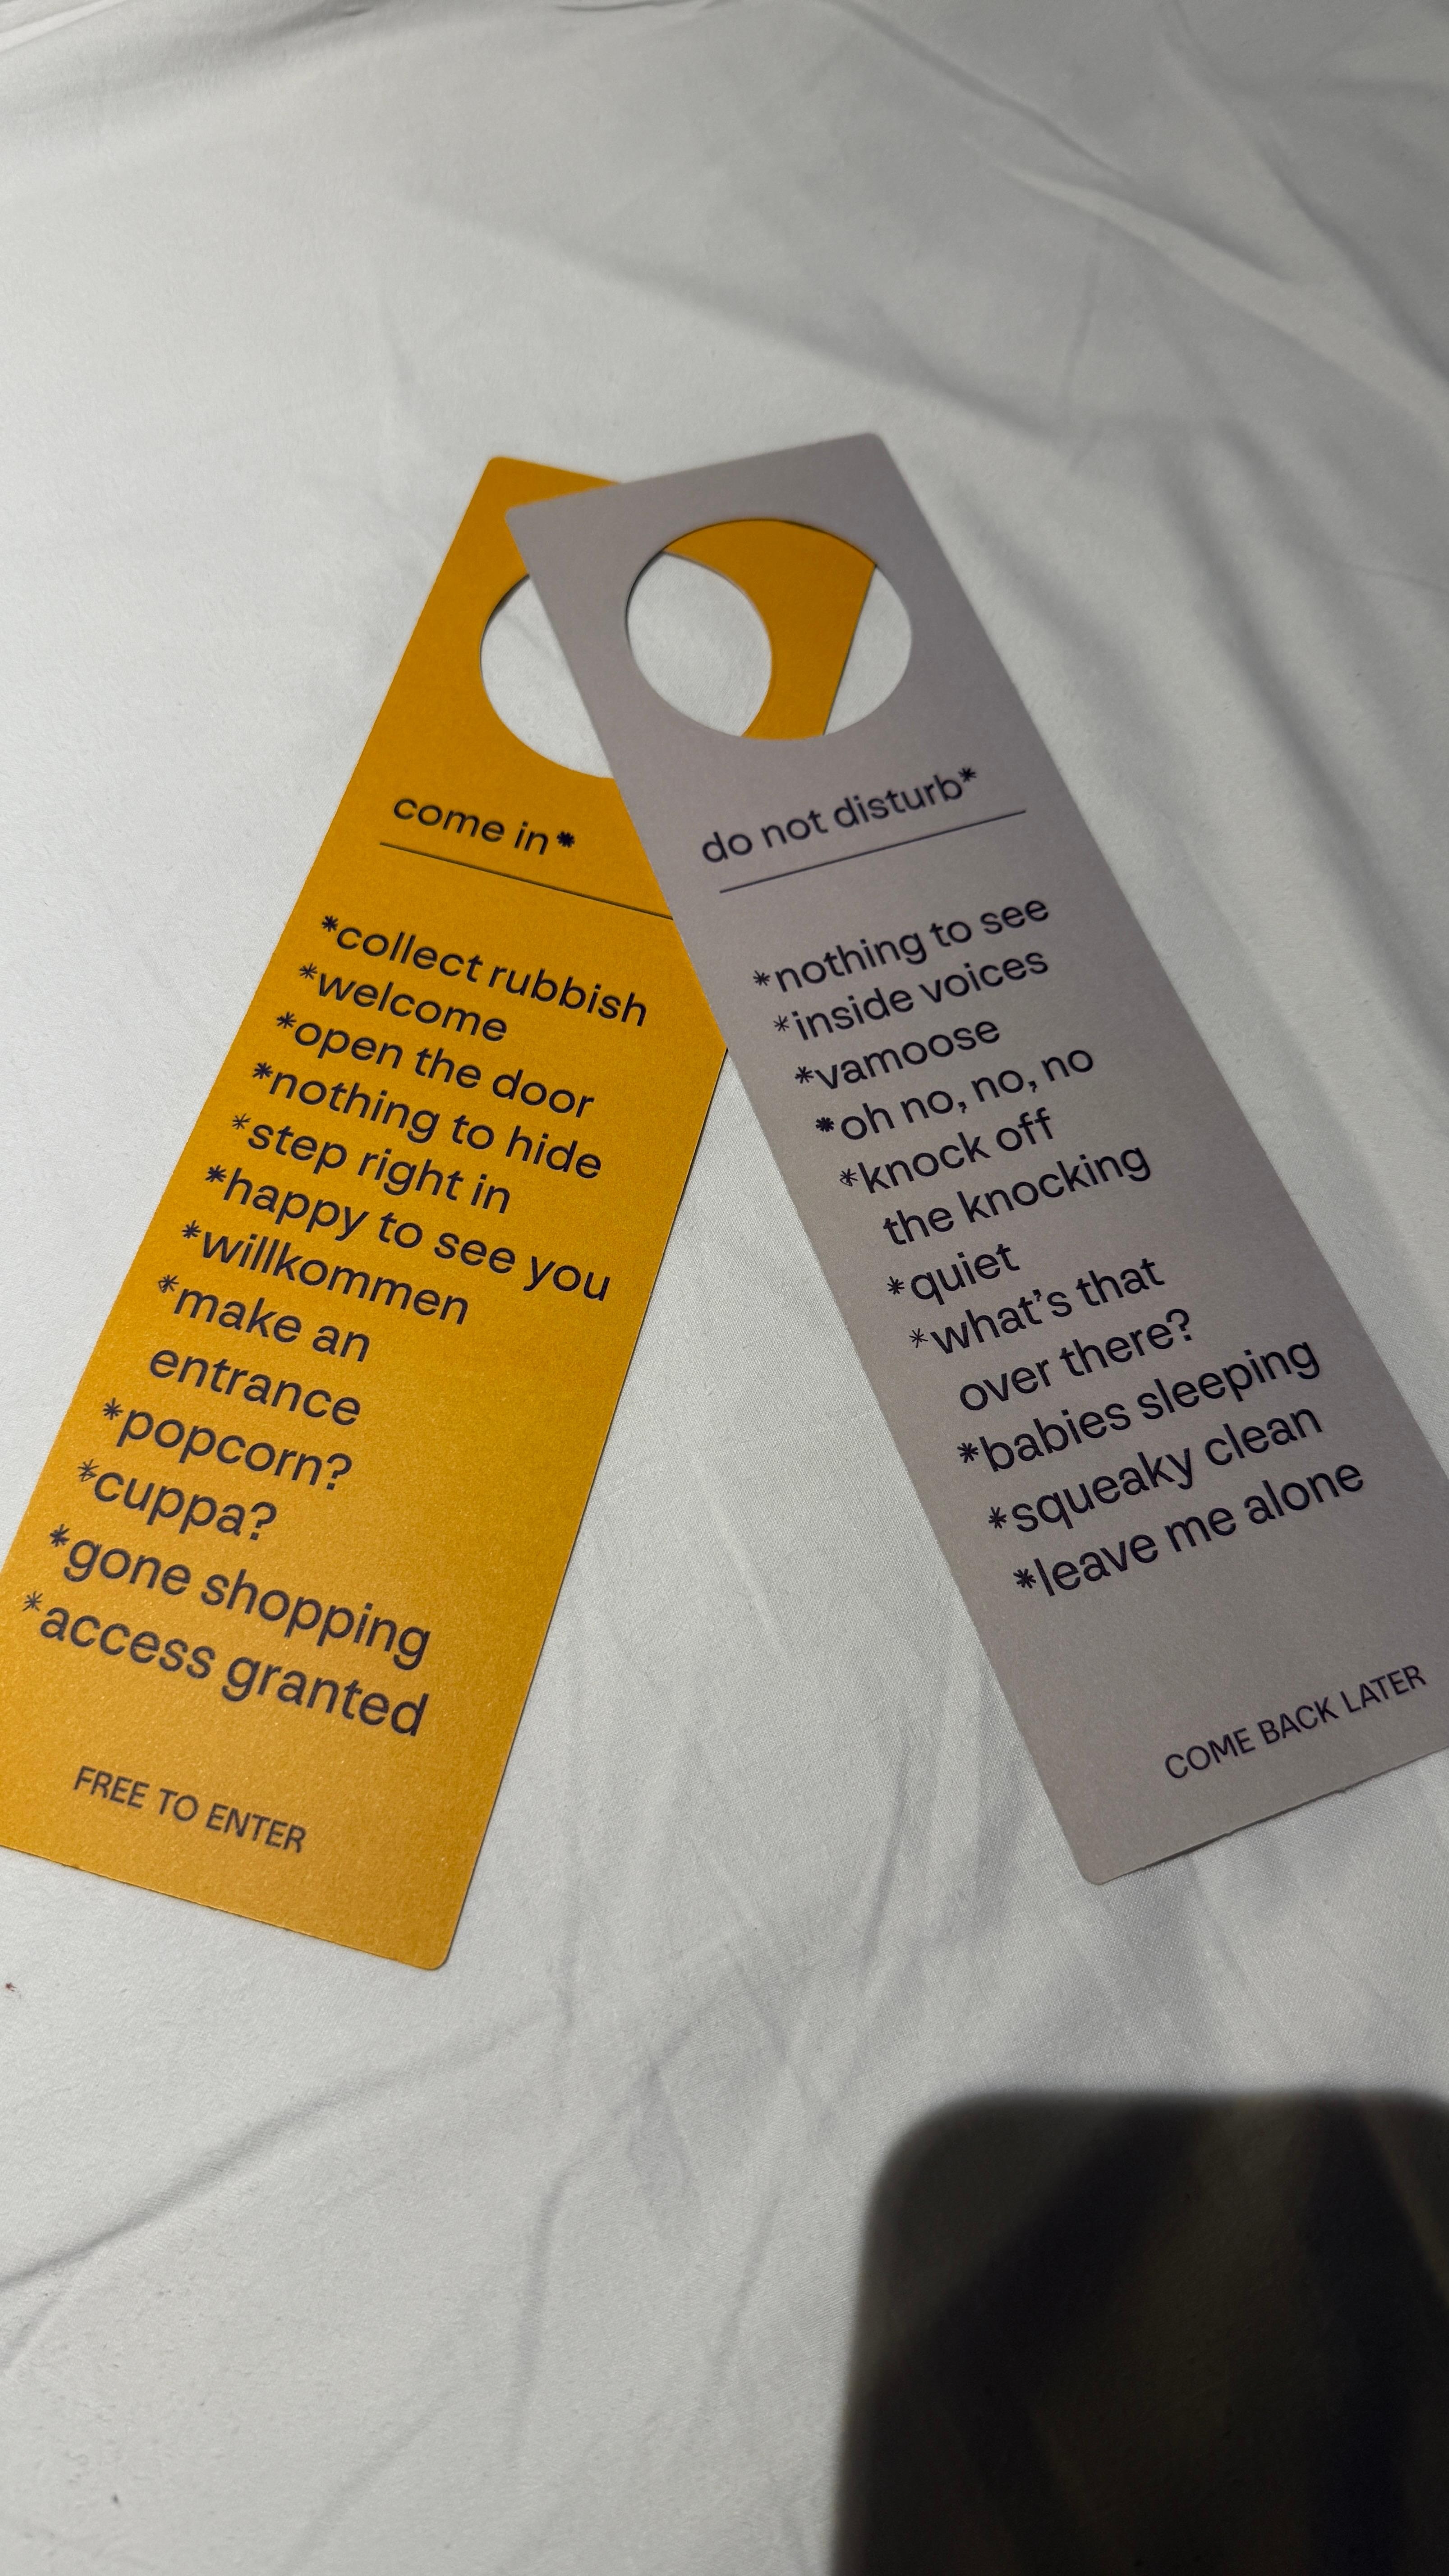 come in*
*collect rubbish
*welcome
*open the door
*nothing to hide
*step right in
*happy to see you
*willkommen
*make an
entrance
*popcorn?
*cuppa?
*gone shopping
*access granted
FREE TO ENTER
do not disturb*
*nothing to see
*inside voices
*vamoose
*oh no, no, no
*knock off
the knocking
*quiet
*what's that
over there?
*babies sleeping
*squeaky clean
*leave me alone
COME BACK LATER